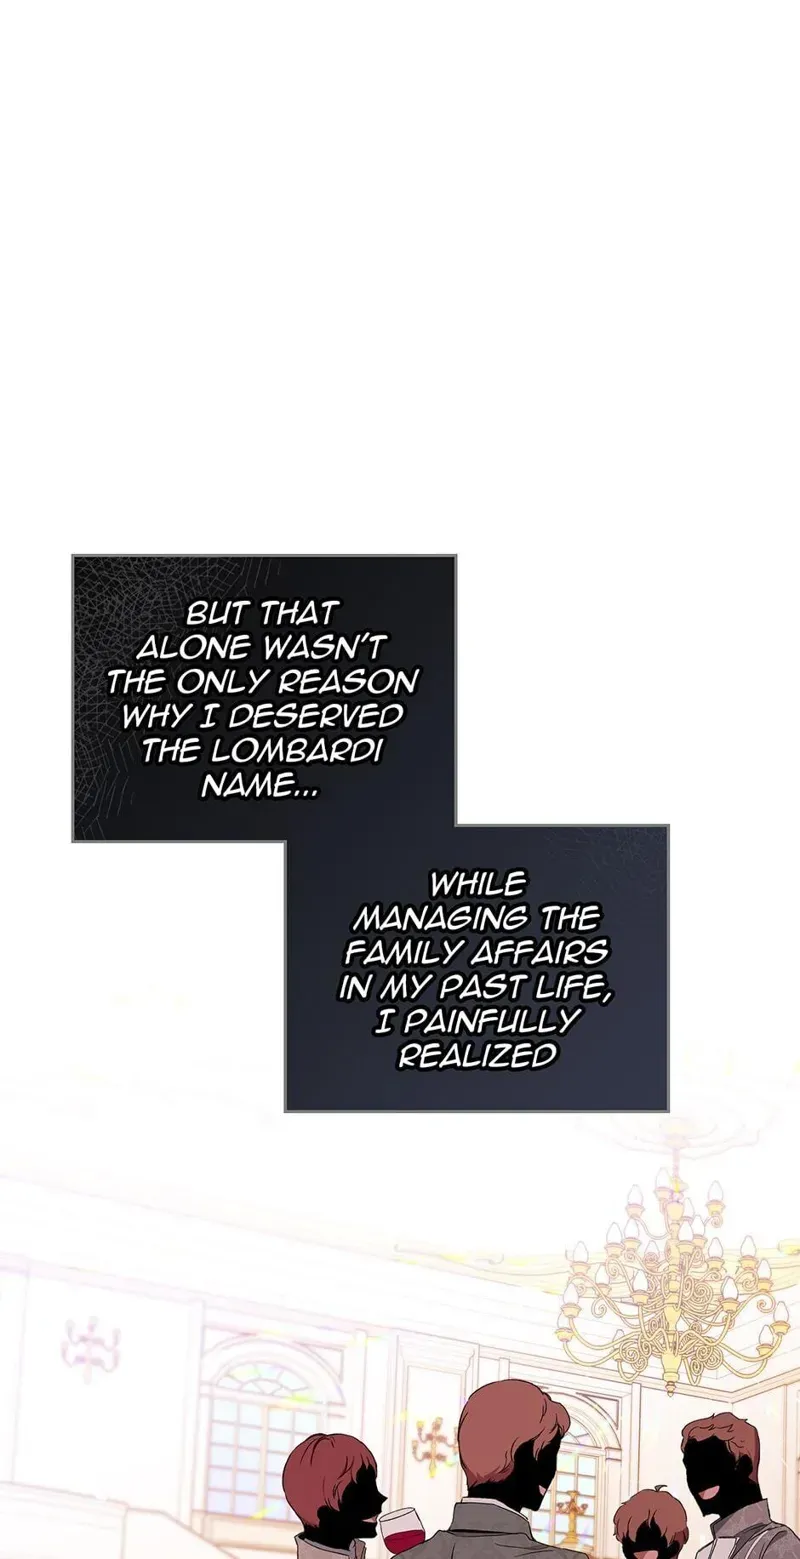 BUT THAT
ALONE WASN'T
THE ONLY REASON
WHY I DESERVED
THE LOMBARDI
NAME...
WHILE
MANAGING THE
FAMILY AFFAIRS
IN MY PAST LIFE,
I PAINFULLY
REALIZED